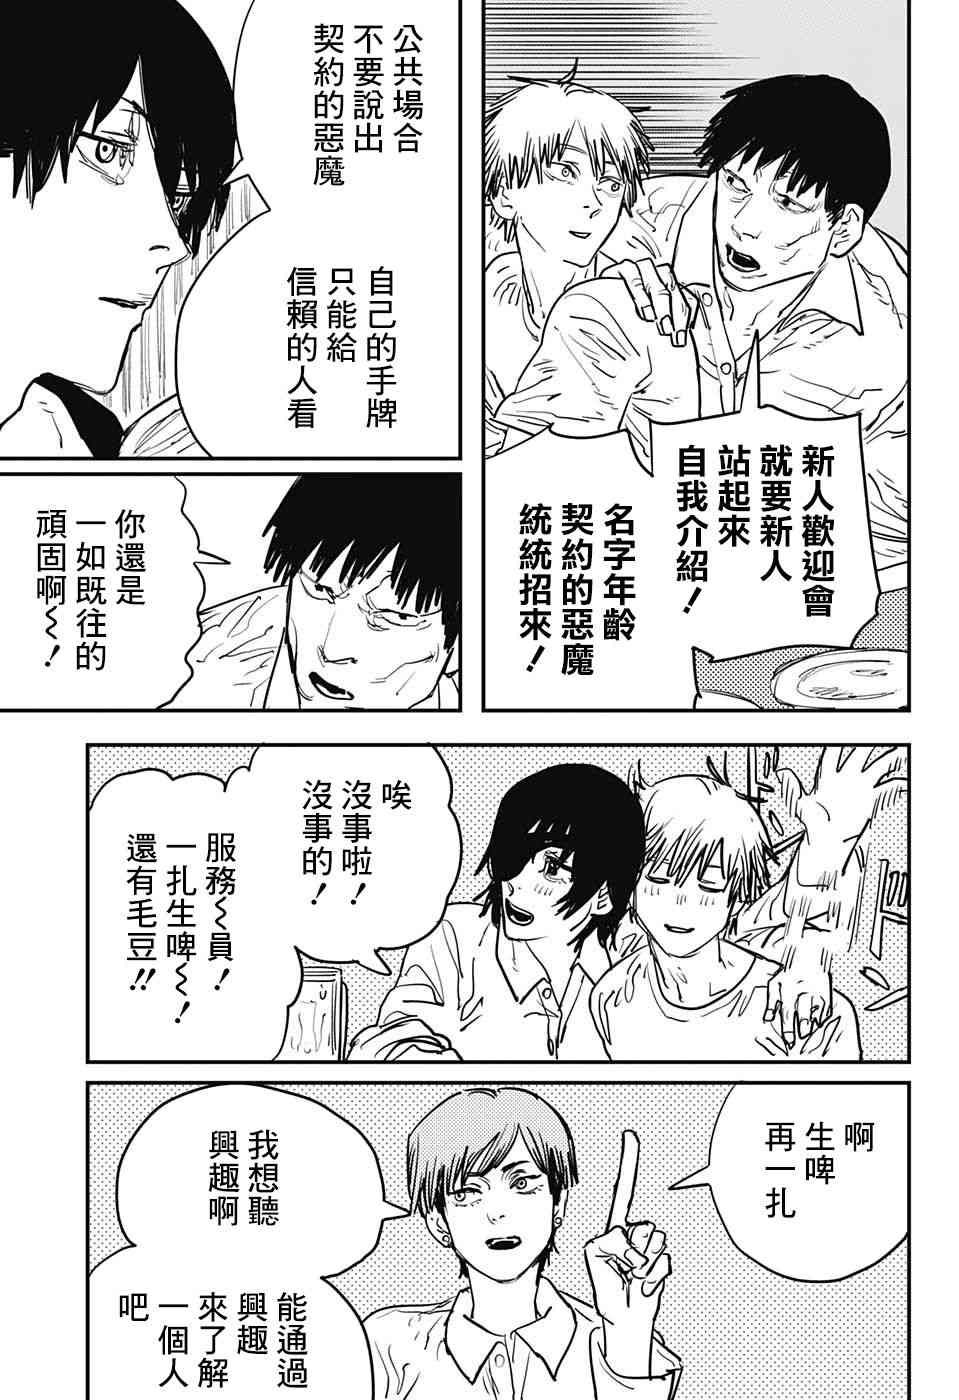 新人歡迎會
就要新人
站起來
自我介紹！
名字年齡
契約的惡魔
統統招來！
公共場合
不要說出
契約的惡魔
自己的手牌
只能給
信賴的人看
你還是
一如既往的
頑固啊～！
唉
沒事啦！
沒事的！
服務～員！
一扎生啤～！
還有毛豆！！
啊
生啤
再一扎
我想聽
興趣啊
能通過
興趣
來了解
一個人
吧